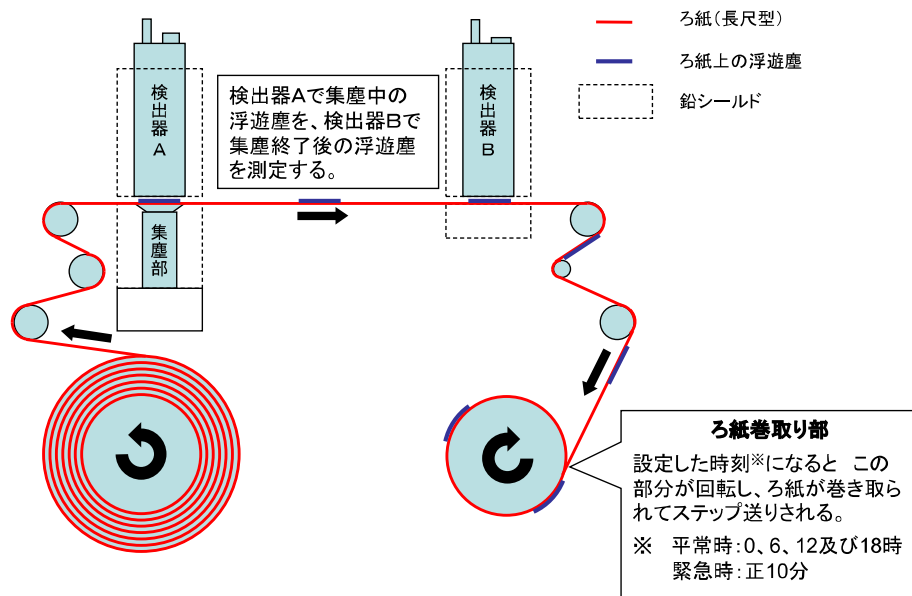 ろ紙(長尺型)
ろ紙上の浮遊塵
鉛シールド
検出器A
検出器Aで集塵中の
浮遊塵を、検出器Bで
集塵終了後の浮遊塵
を測定する。
検出器B
集塵部
ろ紙巻取り部
設定した時刻※になると この
部分が回転し、ろ紙が巻き取ら
れてステップ送りされる。
※ 平常時:0、6、12及び18時
緊急時:正10分